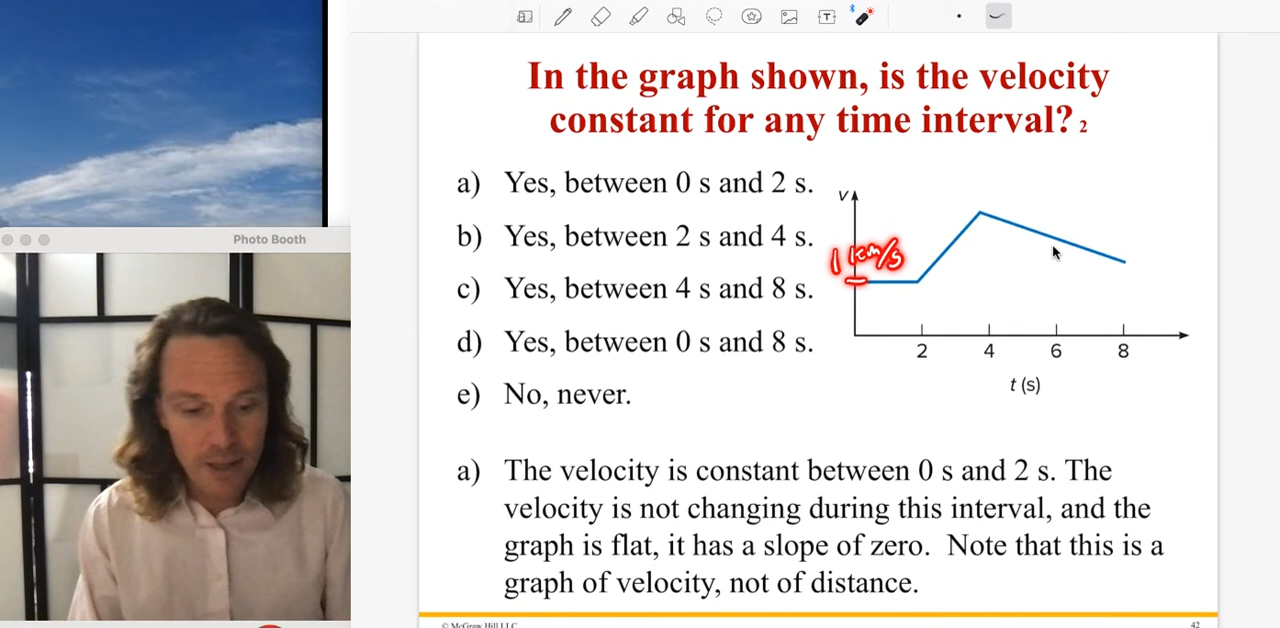 In the graph shown, is the velocity
constant for any time interval? 2
a) Yes, between 0 s and 2 s.
b) Yes, between 2 s and 4 s.
c) Yes, between 4 s and 8 s.
d) Yes, between 0 s and 8 s.
e) No, never.
v
1 km/s
2 4 6 8
t (s)
a) The velocity is constant between 0 s and 2 s. The
velocity is not changing during this interval, and the
graph is flat, it has a slope of zero. Note that this is a
graph of velocity, not of distance.
© McGraw Hill LLC
42
Photo Booth
T